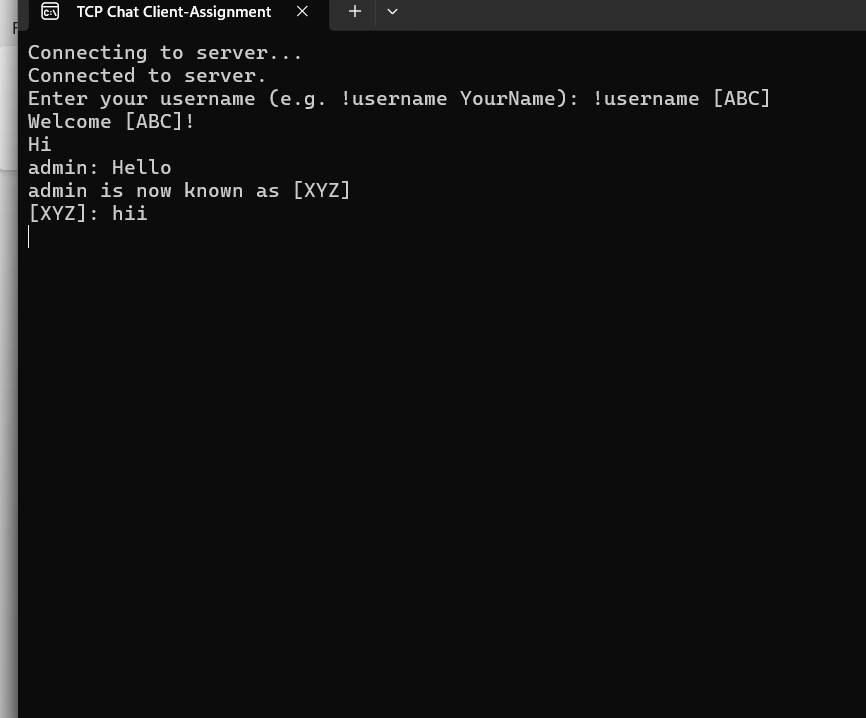 TCP Chat Client-Assignment
Connecting to server...
Connected to server.
Enter your username (e.g. !username YourName): !username [ABC]
Welcome [ABC]!
Hi
admin: Hello
admin is now known as [XYZ]
[XYZ]: hii